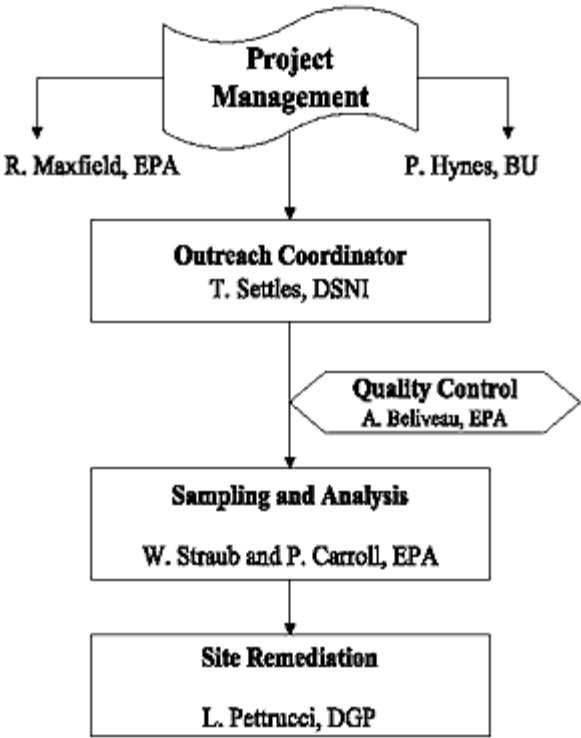 Project
Management
R. Maxfield, EPA
P. Hynes, BU
Outreach Coordinator
T. Settles, DSNI
Quality Control
A. Beliveau, EPA
Sampling and Analysis
W. Straub and P. Carroll, EPA
Site Remediation
L. Pettrucci, DGP